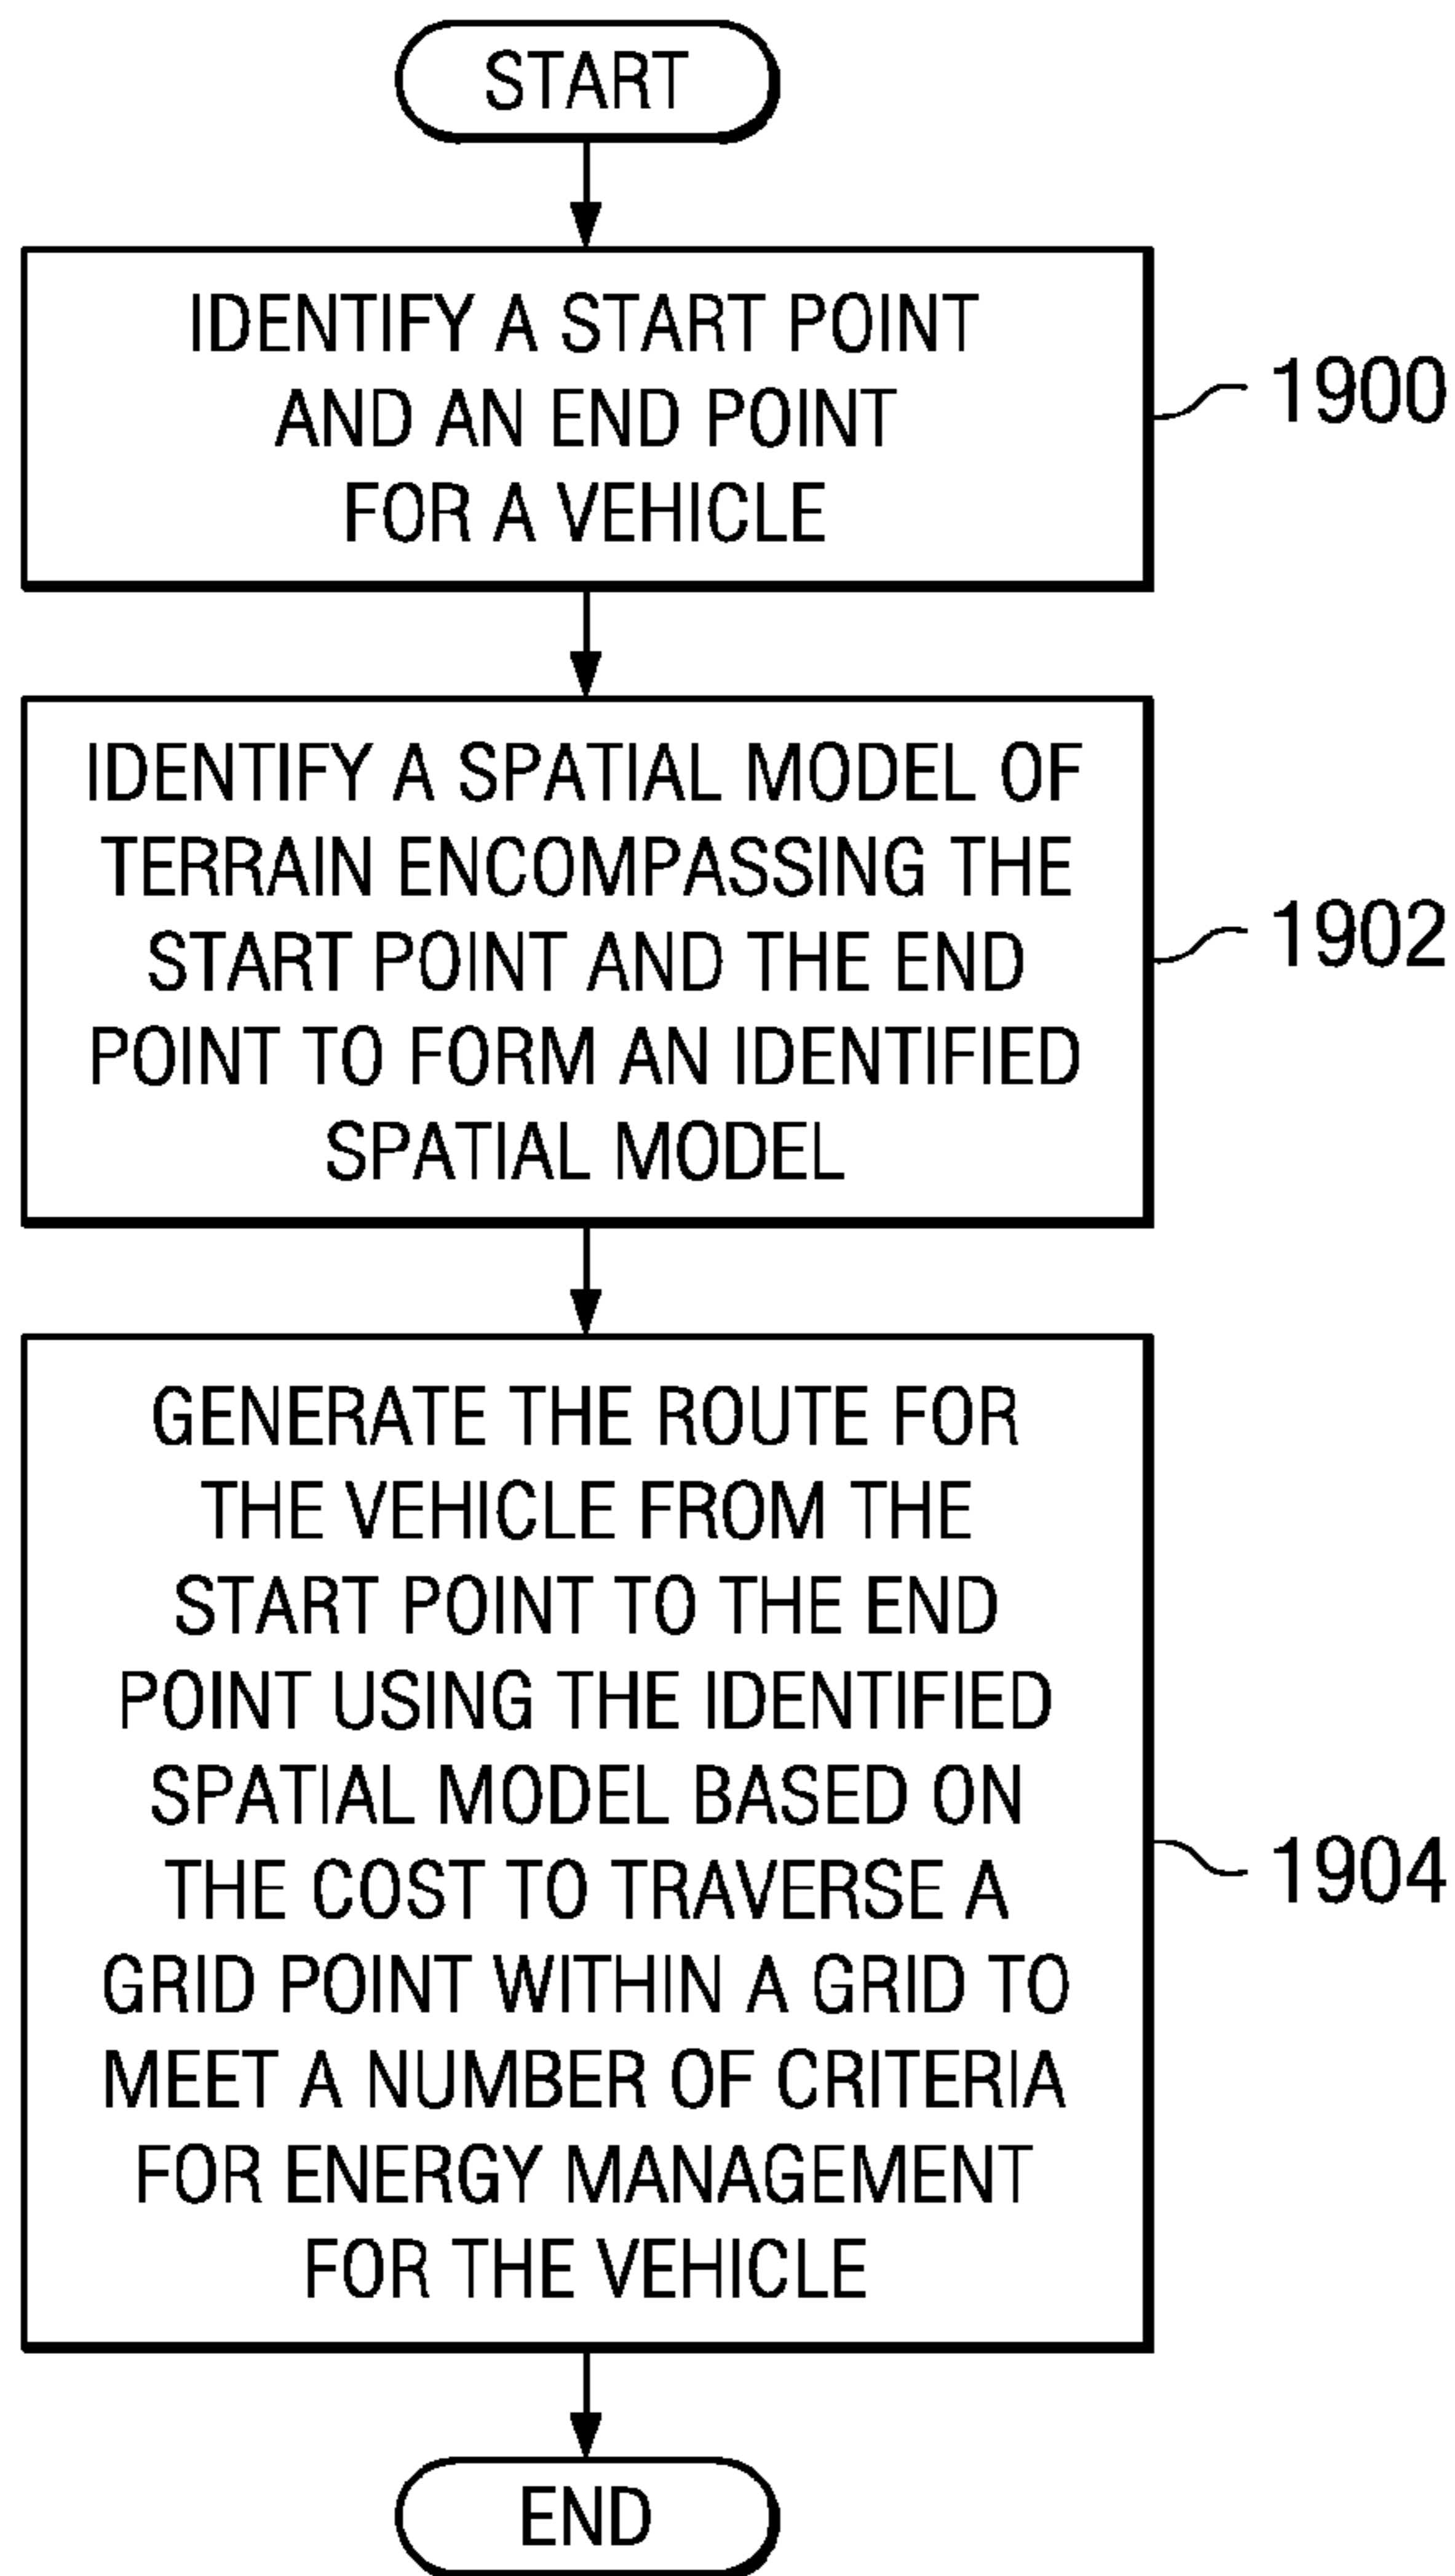 START
IDENTIFY A START POINT
AND AN END POINT
FOR A VEHICLE
1900
IDENTIFY A SPATIAL MODEL OF
TERRAIN ENCOMPASSING THE
START POINT AND THE END
POINT TO FORM AN IDENTIFIED
SPATIAL MODEL
1902
GENERATE THE ROUTE FOR
THE VEHICLE FROM THE
START POINT TO THE END
POINT USING THE IDENTIFIED
SPATIAL MODEL BASED ON
THE COST TO TRAVERSE A
GRID POINT WITHIN A GRID TO
MEET A NUMBER OF CRITERIA
FOR ENERGY MANAGEMENT
FOR THE VEHICLE
1904
END